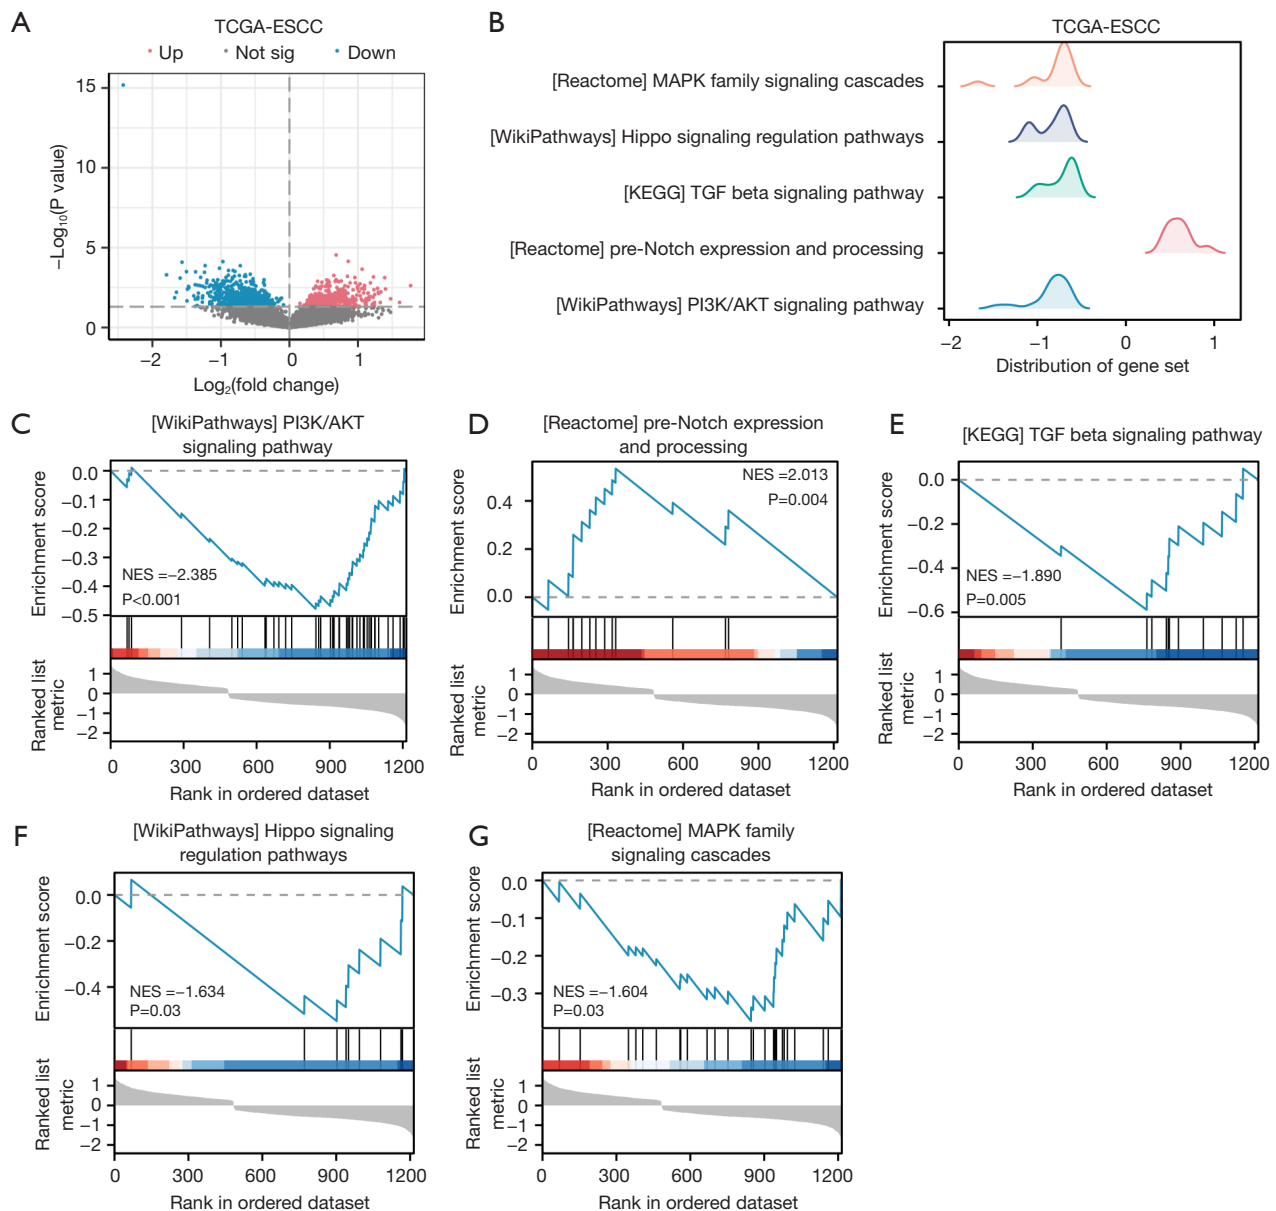 A
TCGA-ESCC
Up Not sig Down
15
10
5
0
−Log10(P value)
−2 −1 0 1
Log2(fold change)
B
TCGA-ESCC
[Reactome] MAPK family signaling cascades
[WikiPathways] Hippo signaling regulation pathways
[KEGG] TGF beta signaling pathway
[Reactome] pre-Notch expression and processing
[WikiPathways] PI3K/AKT signaling pathway
−2 −1 0 1
Distribution of gene set
C
[WikiPathways] PI3K/AKT
signaling pathway
Enrichment score
0.0
−0.1
−0.2
−0.3
−0.4
−0.5
NES =−2.385
P<0.001
Ranked list
metric
1
0
−1
−2
0 300 600 900 1200
Rank in ordered dataset
D
[Reactome] pre-Notch expression
and processing
Enrichment score
0.4
0.2
0.0
NES =2.013
P=0.004
Ranked list
metric
1
0
−1
−2
0 300 600 900 1200
Rank in ordered dataset
E
[KEGG] TGF beta signaling pathway
Enrichment score
0.0
−0.2
−0.4
−0.6
NES =−1.890
P=0.005
Ranked list
metric
1
0
−1
−2
0 300 600 900 1200
Rank in ordered dataset
F
[WikiPathways] Hippo signaling
regulation pathways
Enrichment score
0.0
−0.2
−0.4
NES =−1.634
P=0.03
Ranked list
metric
1
0
−1
−2
0 300 600 900 1200
Rank in ordered dataset
G
[Reactome] MAPK family
signaling cascades
Enrichment score
0.0
−0.1
−0.2
−0.3
NES =−1.604
P=0.03
Ranked list
metric
1
0
−1
−2
0 300 600 900 1200
Rank in ordered dataset